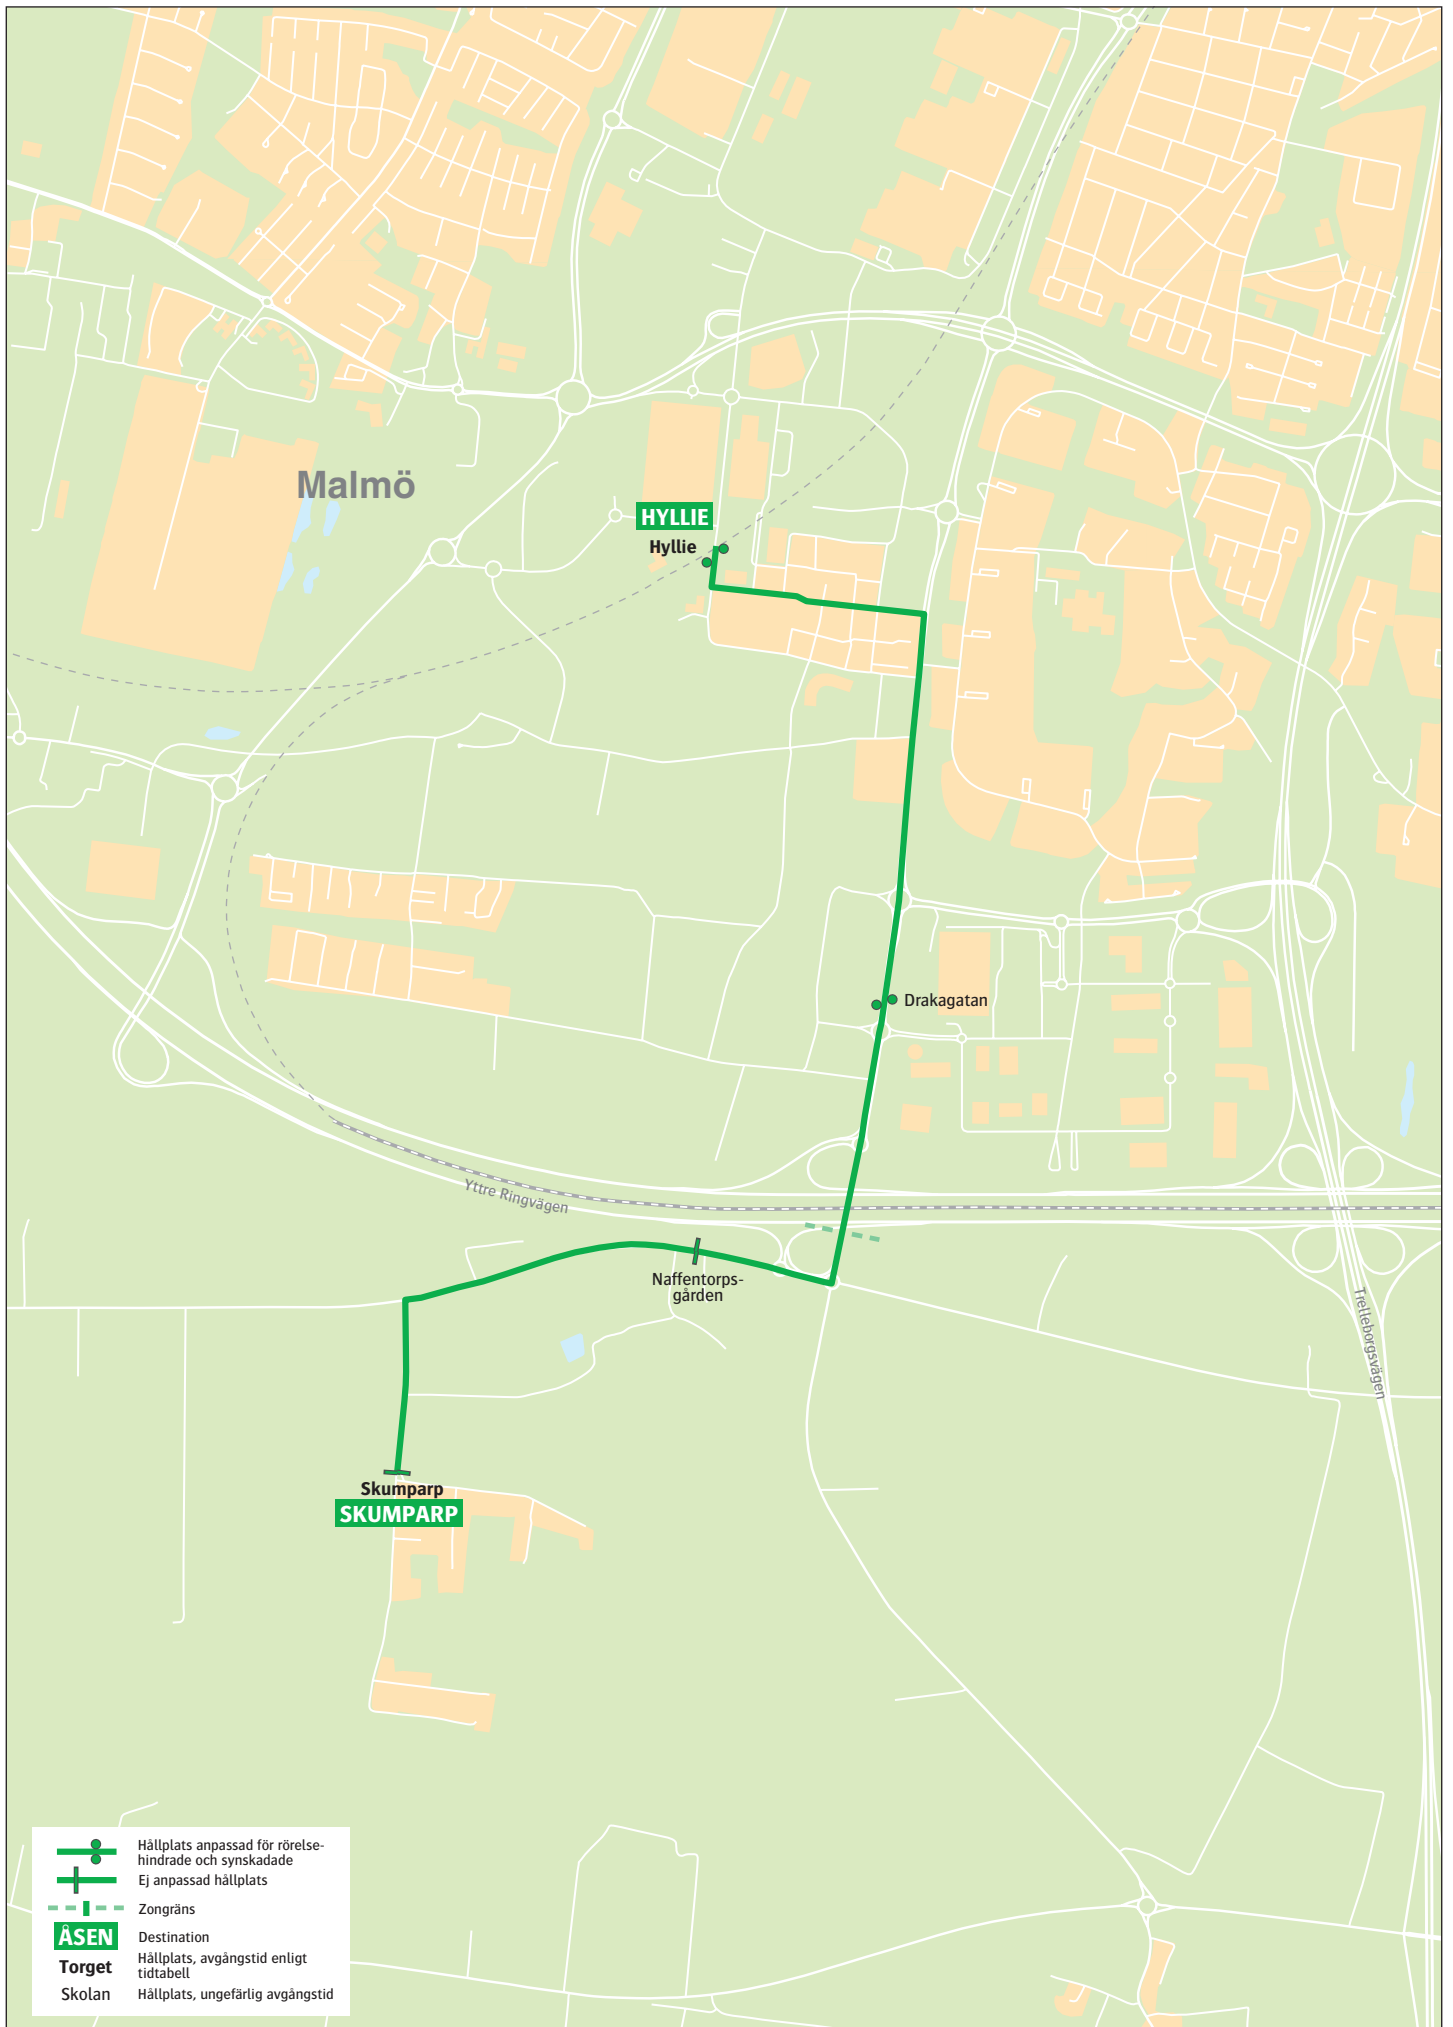 Malmö
HYLLIE
Hyllie
Drakagatan
Yttre Ringvägen
Naffentorps-
gården
Trelleborgsvägen
Skumparp
SKUMPARP
Hållplats anpassad för rörelse-
hindrade och synskadade
Ej anpassad hållplats
Zongräns
ÅSEN
Destination
Torget
Hållplats, avgångstid enligt
tidtabell
Skolan
Hållplats, ungefärlig avgångstid